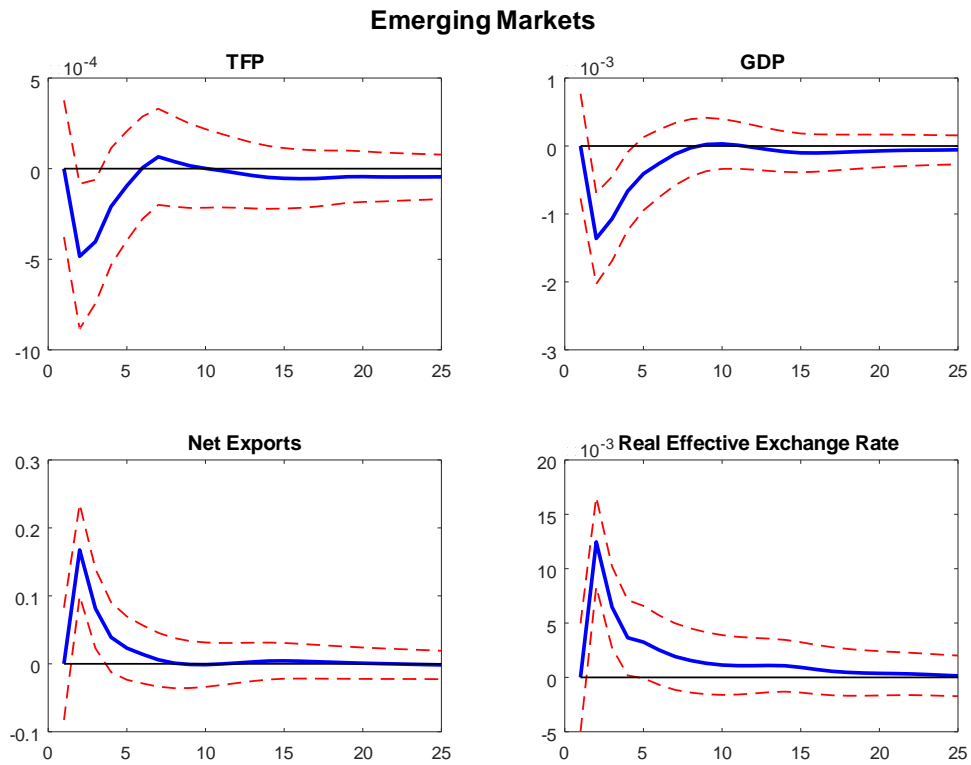 Emerging Markets
TFP
10^-4
5
0
-5
-10
0 5 10 15 20 25
GDP
10^-3
1
0
-1
-2
-3
0 5 10 15 20 25
Net Exports
0.3
0.2
0.1
0
-0.1
0 5 10 15 20 25
Real Effective Exchange Rate
10^-3
20
15
10
5
0
-5
0 5 10 15 20 25